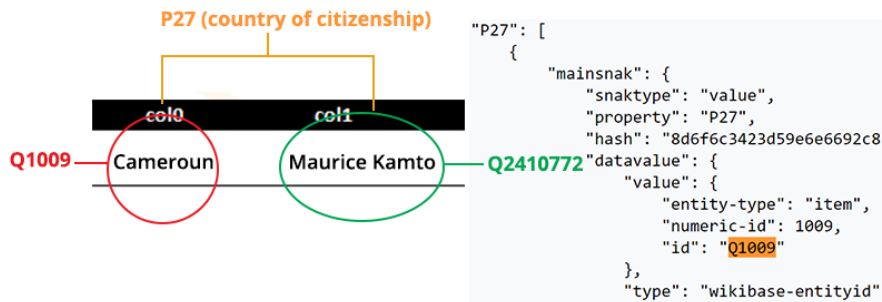 P27 (country of citizenship)
col0 col1
Q1009 Cameroun Maurice Kamto Q2410772
"P27": [
{
"mainsnak": {
"snaktype": "value",
"property": "P27",
"hash": "8d6f6c3423d59e6e6692c8
"datavalue": {
"value": {
"entity-type": "item",
"numeric-id": 1009,
"id": "Q1009"
},
"type": "wikibase-entityid"